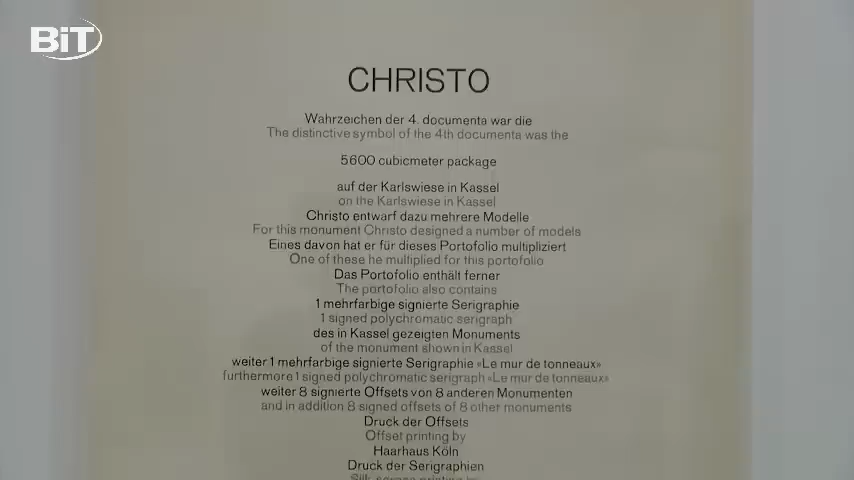 BiT
CHRISTO
Wahrzeichen der 4. documenta war die
The distinctive symbol of the 4th documenta was the
5600 cubicmeter package
auf der Karlswiese in Kassel
on the Karlswiese in Kassel
Christo entwarf dazu mehrere Modelle
For this monument Christo designed a number of models
Eines davon hat er für dieses Portofolio multipliziert
One of these he multiplied for this portofolio
Das Portofolio enthält ferner
The portofolio also contains
1 mehrfarbige signierte Serigraphie
1 signed polychromatic serigraph
des in Kassel gezeigten Monuments
of the monument shown in Kassel
weiter 1 mehrfarbige signierte Serigraphie «Le mur de tonneaux»
furthermore 1 signed polychromatic serigraph «Le mur de tonneaux»
weiter 8 signierte Offsets von 8 anderen Monumenten
and in addition 8 signed offsets of 8 other monuments
Druck der Offsets
Offset printing by
Haarhaus Köln
Druck der Serigraphien